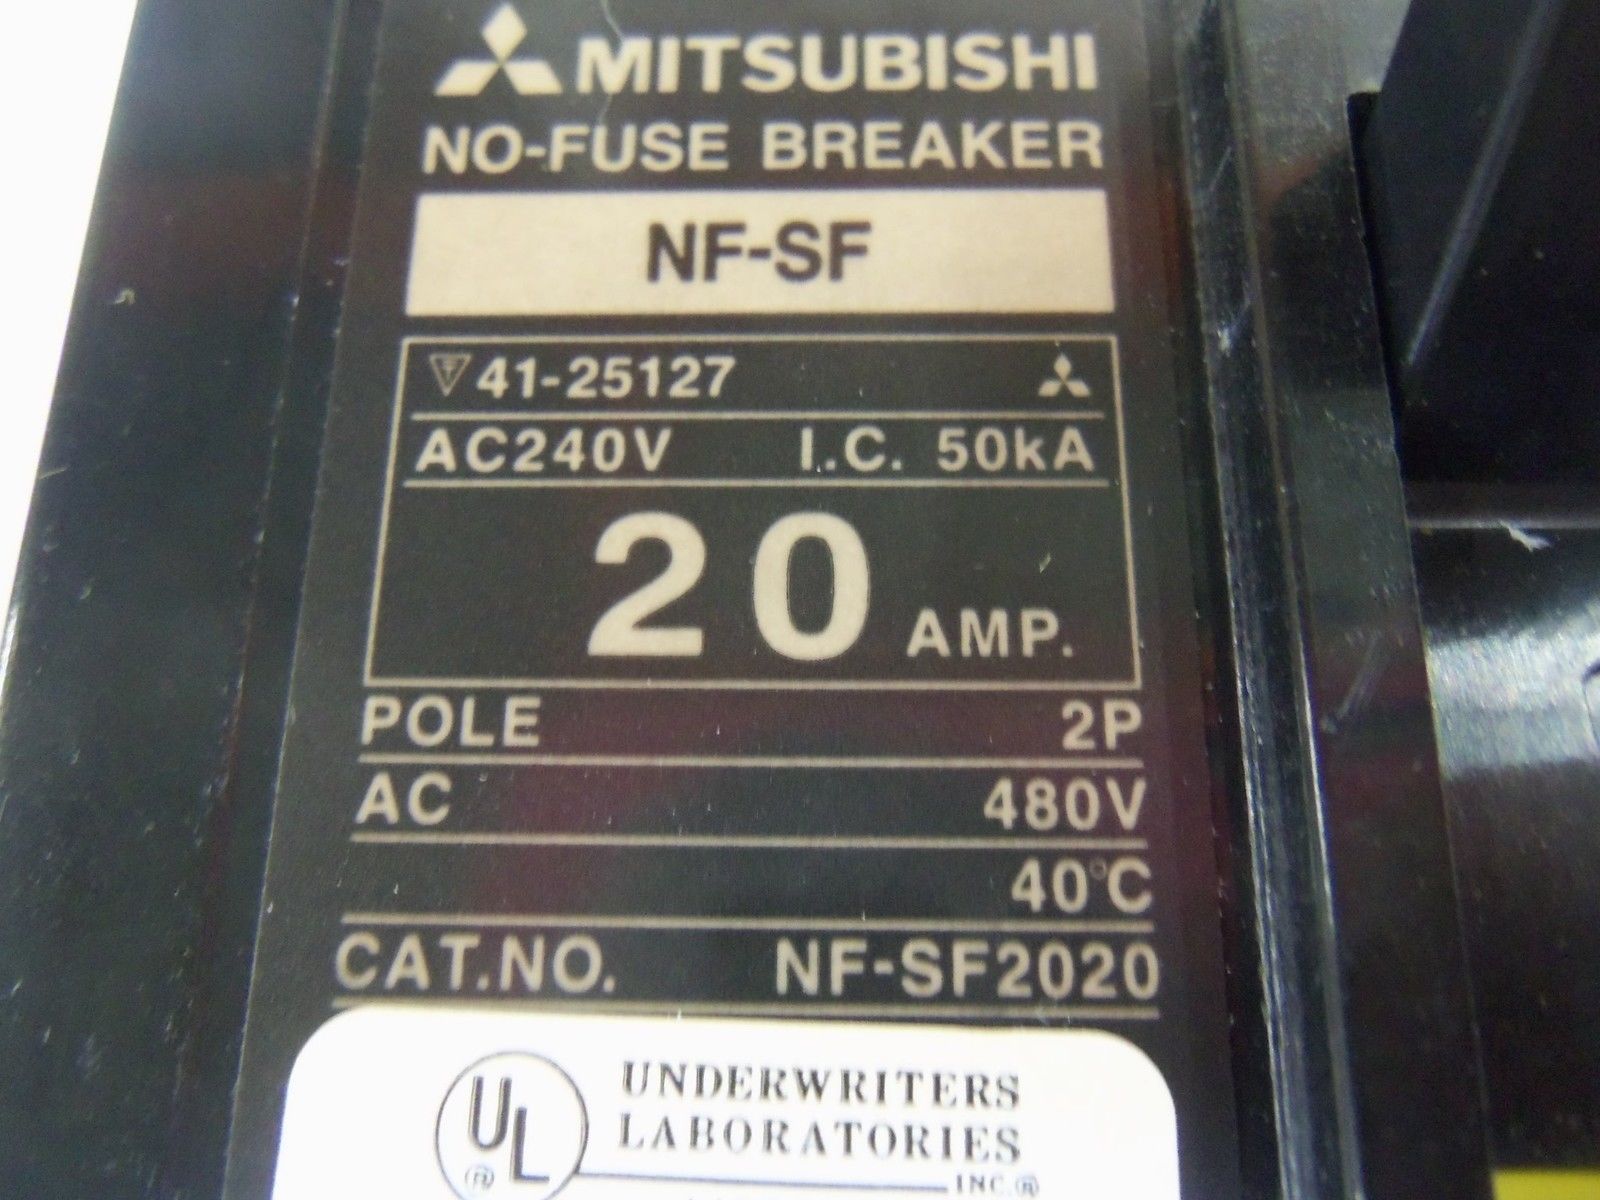 MITSUBISHI
NO-FUSE BREAKER
NF-SF
41-25127
AC240V I.C. 50kA
20 AMP.
POLE 2P
AC 480V
40°C
CAT.NO. NF-SF2020
UL® UNDERWRITERS
LABORATORIES
INC.®